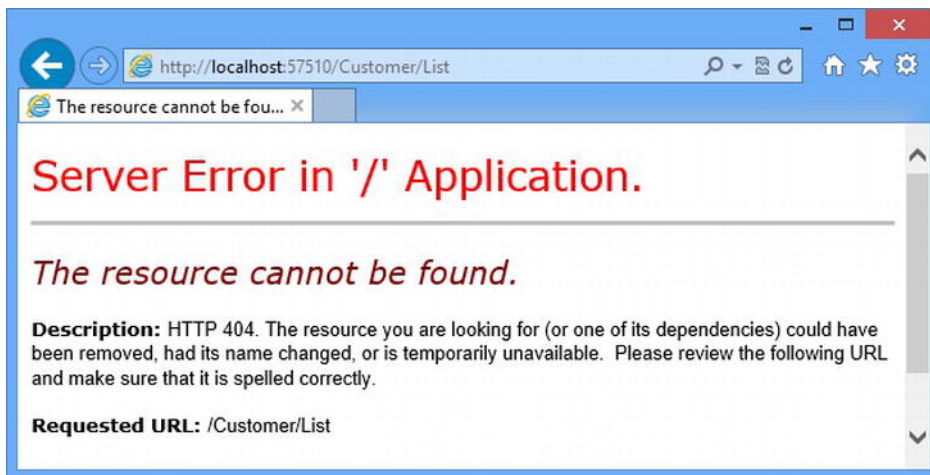 http://localhost:57510/Customer/List
The resource cannot be fou...
Server Error in '/' Application.
The resource cannot be found.
Description: HTTP 404. The resource you are looking for (or one of its dependencies) could have
been removed, had its name changed, or is temporarily unavailable.  Please review the following URL
and make sure that it is spelled correctly.
Requested URL: /Customer/List